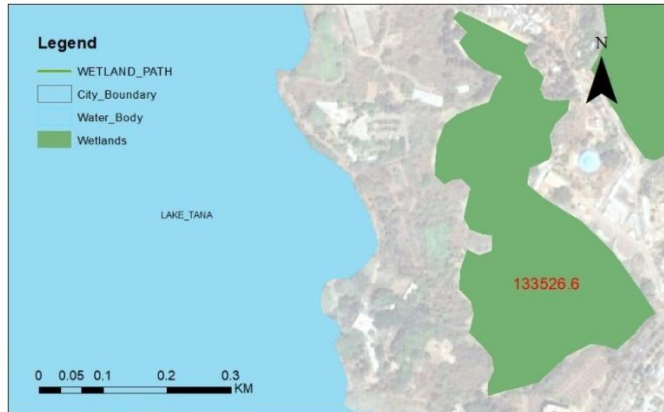 Legend
WETLAND_PATH
City_Boundary
Water_Body
Wetlands
N
LAKE_TANA
133526.6
0 0.05 0.1 0.2 0.3
KM